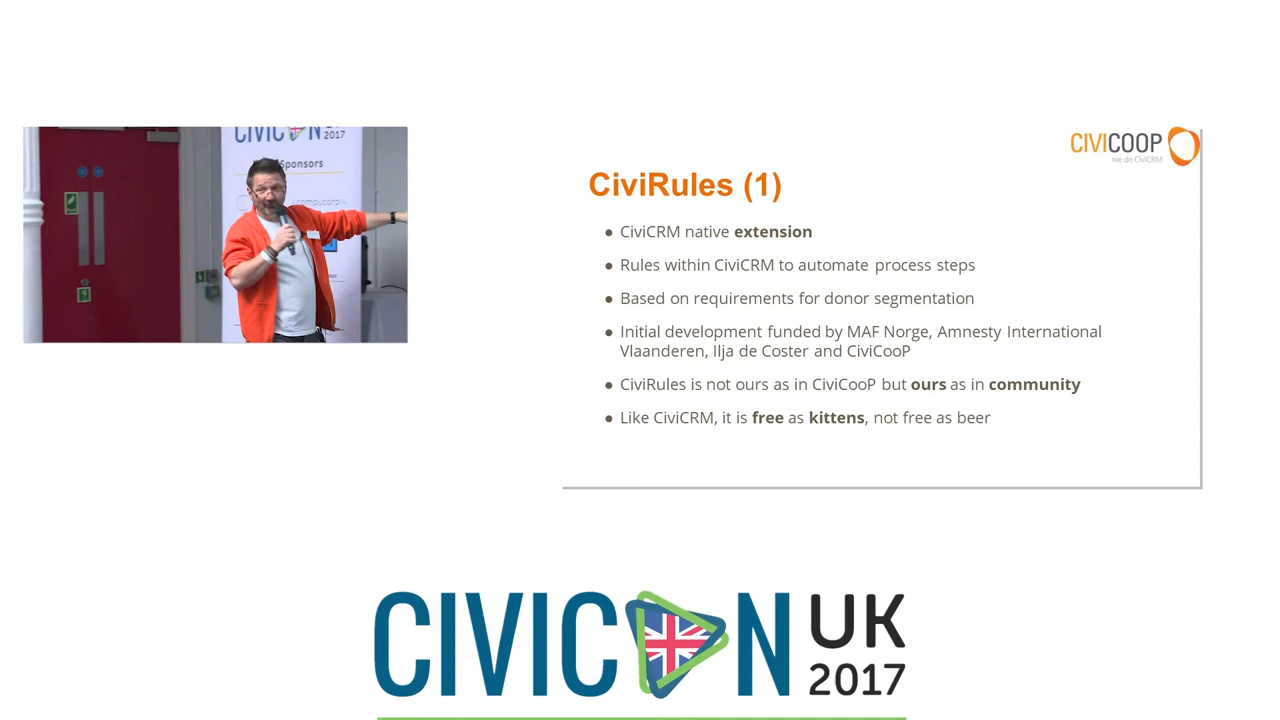 CIVIC N
2017
Sponsors
compucorp
CIVICOOP
we do CiviCRM
CiviRules (1)
● CiviCRM native extension
● Rules within CiviCRM to automate process steps
● Based on requirements for donor segmentation
● Initial development funded by MAF Norge, Amnesty International
Vlaanderen, Ilja de Coster and CiviCooP
● CiviRules is not ours as in CiviCooP but ours as in community
● Like CiviCRM, it is free as kittens, not free as beer
CIVIC N UK
2017